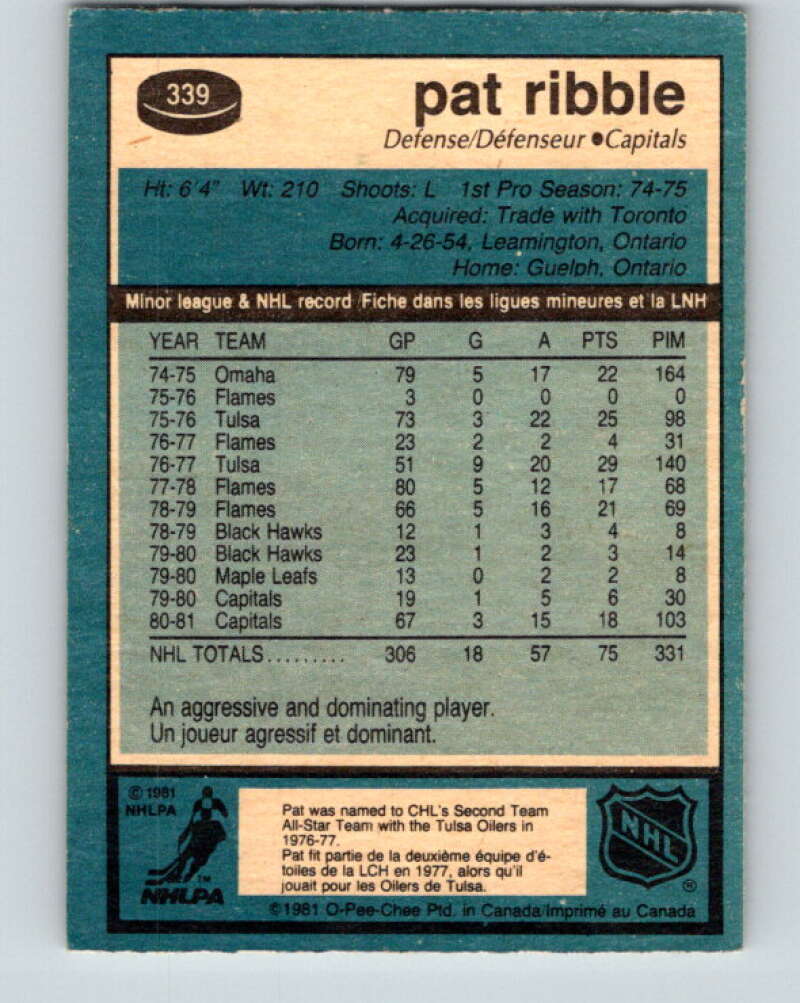 339
pat ribble
Defense/Défenseur ●Capitals
Ht: 6'4" Wt: 210 Shoots: L 1st Pro Season: 74-75
Acquired: Trade with Toronto
Born: 4-26-54, Leamington, Ontario
Home: Guelph, Ontario
Minor league & NHL record/Fiche dans les ligues mineures et la LNH
YEAR TEAM GP G A PTS PIM
74-75 Omaha 79 5 17 22 164
75-76 Flames 3 0 0 0 0
75-76 Tulsa 73 3 22 25 98
76-77 Flames 23 2 2 4 31
76-77 Tulsa 51 9 20 29 140
77-78 Flames 80 5 12 17 68
78-79 Flames 66 5 16 21 69
78-79 Black Hawks 12 1 3 4 8
79-80 Black Hawks 23 1 2 3 14
79-80 Maple Leafs 13 0 2 2 8
79-80 Capitals 19 1 5 6 30
80-81 Capitals 67 3 15 18 103
NHL TOTALS......... 306 18 57 75 331
An aggressive and dominating player.
Un joueur agressif et dominant.
© 1981
NHLPA
Pat was named to CHL's Second Team
All-Star Team with the Tulsa Oilers in
1976-77.
Pat fit partie de la deuxième équipe d'é-
toiles de la LCH en 1977, alors qu'il
jouait pour les Oilers de Tulsa.
NHL
®
TM
NHLPA
©1981 O-Pee-Chee Ptd. in Canada/Imprimé au Canada